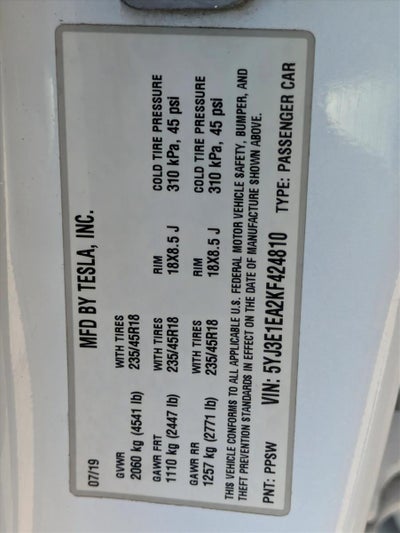 07/19 MFD BY TESLA, INC.
GVWR WITH TIRES
2060 kg (4541 lb) 235/45R18
GAWR FRT WITH TIRES RIM COLD TIRE PRESSURE
1110 kg (2447 lb) 235/45R18 18X8.5 J 310 kPa, 45 psi
GAWR RR WITH TIRES RIM COLD TIRE PRESSURE
1257 kg (2771 lb) 235/45R18 18X8.5 J 310 kPa, 45 psi
THIS VEHICLE CONFORMS TO ALL APPLICABLE U.S. FEDERAL MOTOR VEHICLE SAFETY, BUMPER, AND
THEFT PREVENTION STANDARDS IN EFFECT ON THE DATE OF MANUFACTURE SHOWN ABOVE.
PNT: PPSW VIN: 5YJ3E1EA2KF424810 TYPE: PASSENGER CAR